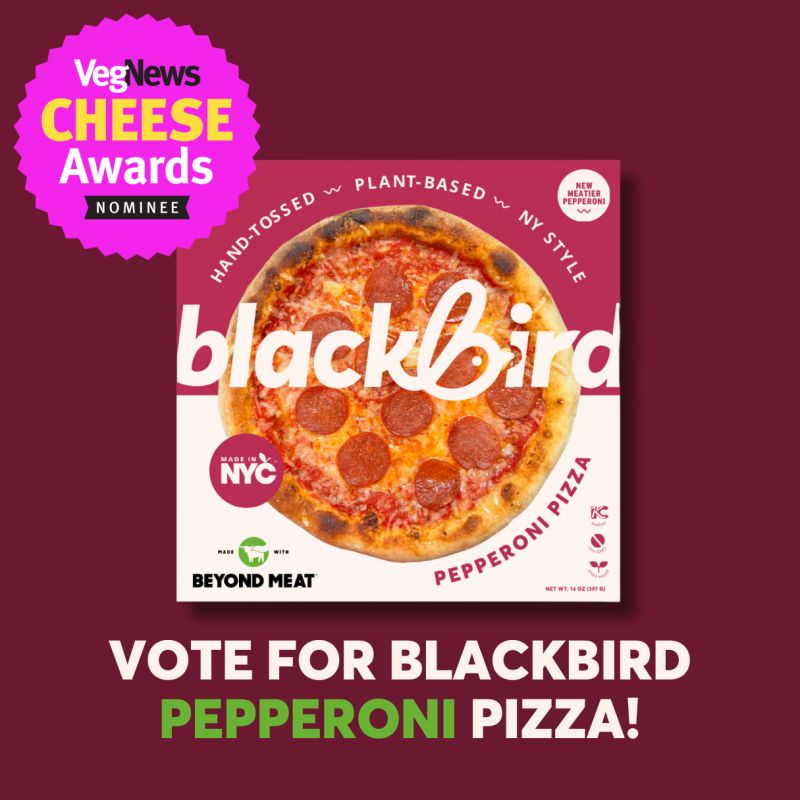 VegNews
CHEESE
Awards
NOMINEE
HAND-TOSSED ~ PLANT-BASED ~ NY STYLE
NEW
MEATIER
PEPPERONI
blackbird
MADE IN
NYC
PEPPERONI PIZZA
MADE WITH
BEYOND MEAT
NET WT. 14 OZ (397 G)
VOTE FOR BLACKBIRD
PEPPERONI PIZZA!